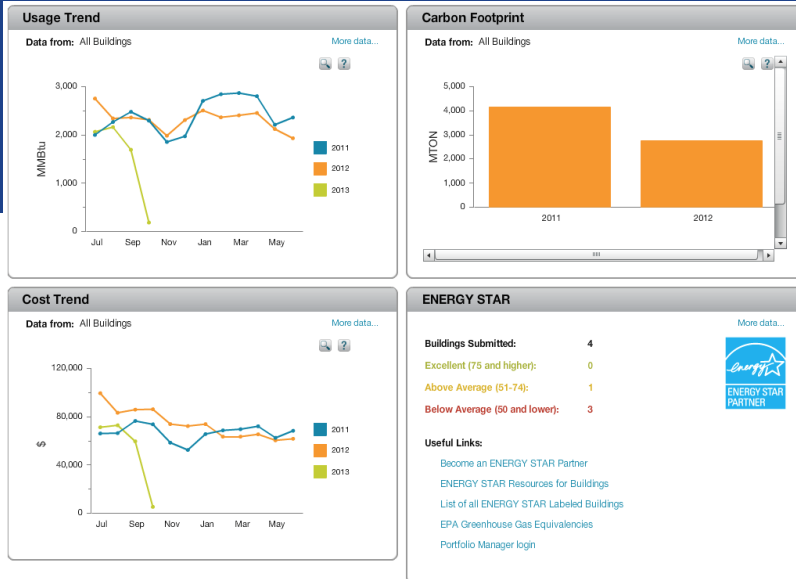 Usage Trend
Data from: All Buildings
More data...
?
3,000
2,000
1,000
0
MMBtu
Jul Sep Nov Jan Mar May
2011
2012
2013
Carbon Footprint
Data from: All Buildings
More data...
?
5,000
4,000
3,000
2,000
1,000
0
MTON
2011 2012
Cost Trend
Data from: All Buildings
More data...
?
120,000
80,000
40,000
0
$
Jul Sep Nov Jan Mar May
2011
2012
2013
ENERGY STAR
More data...
Buildings Submitted: 4
Excellent (75 and higher): 0
Above Average (51-74): 1
Below Average (50 and lower): 3
energy
ENERGY STAR
PARTNER
Useful Links:
Become an ENERGY STAR Partner
ENERGY STAR Resources for Buildings
List of all ENERGY STAR Labeled Buildings
EPA Greenhouse Gas Equivalencies
Portfolio Manager login